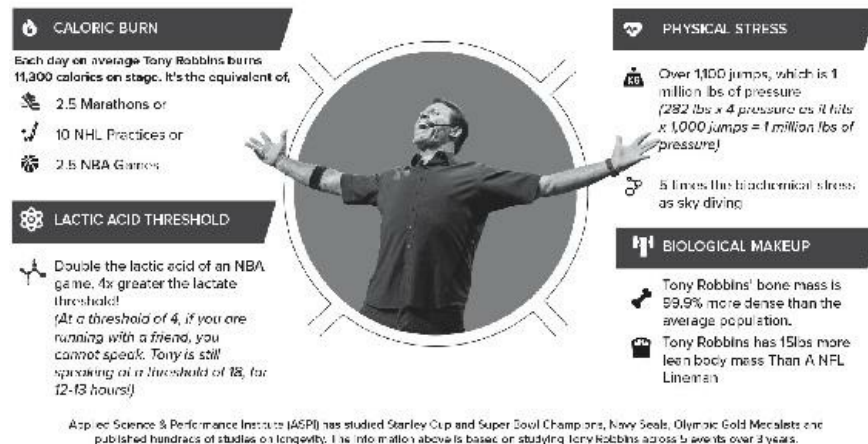 CALORIC BURN
Each day on average Tony Robbins burns
11,300 calories on stage. It's the equivalent of,
2.5 Marathons or
10 NHL Practices or
2.5 NBA Games
LACTIC ACID THRESHOLD
Double the lactic acid of an NBA
game, 4x greater the lactate
threshold!
(At a threshold of 4, if you are
running with a friend, you
cannot speak. Tony is still
speaking at a threshold of 18, for
12-13 hours!)
PHYSICAL STRESS
KG
Over 1,100 jumps, which is 1
million lbs of pressure
(282 lbs x 4 pressure as it hits
x 1,000 jumps = 1 million lbs of
pressure)
5 times the biochemical stress
as sky diving
BIOLOGICAL MAKEUP
Tony Robbins' bone mass is
99.9% more dense than the
average population.
Tony Robbins has 15lbs more
lean body mass Than A NFL
Lineman
Applied Science & Performance Institute (ASPI) has studied Stanley Cup and Super Bowl Champions, Navy Seals, Olympic Gold Medalists and
published hundreds of studies on longevity. The information above is based on studying Tony Robbins across 5 events over 3 years.